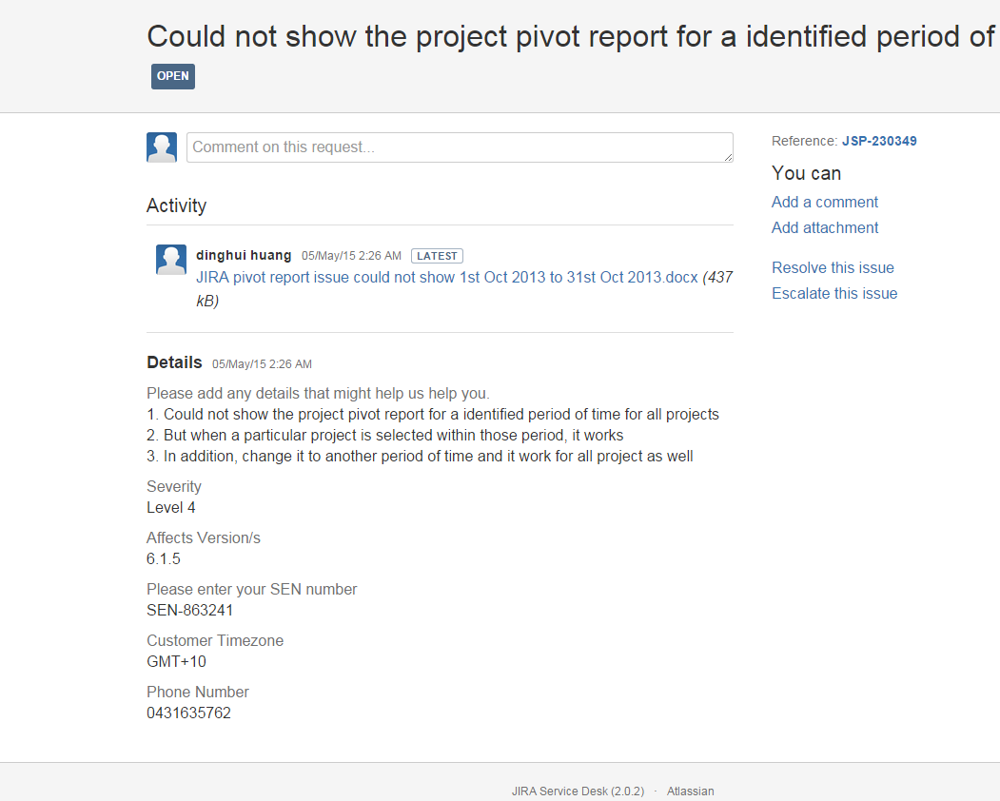 Could not show the project pivot report for a identified period of
OPEN
Comment on this request...
Activity
dinghui huang 05/May/15 2:26 AM LATEST
JIRA pivot report issue could not show 1st Oct 2013 to 31st Oct 2013.docx (437
kB)
Details 05/May/15 2:26 AM
Please add any details that might help us help you.
1. Could not show the project pivot report for a identified period of time for all projects
2. But when a particular project is selected within those period, it works
3. In addition, change it to another period of time and it work for all project as well
Severity
Level 4
Affects Version/s
6.1.5
Please enter your SEN number
SEN-863241
Customer Timezone
GMT+10
Phone Number
0431635762
Reference: JSP-230349
You can
Add a comment
Add attachment
Resolve this issue
Escalate this issue
JIRA Service Desk (2.0.2) · Atlassian